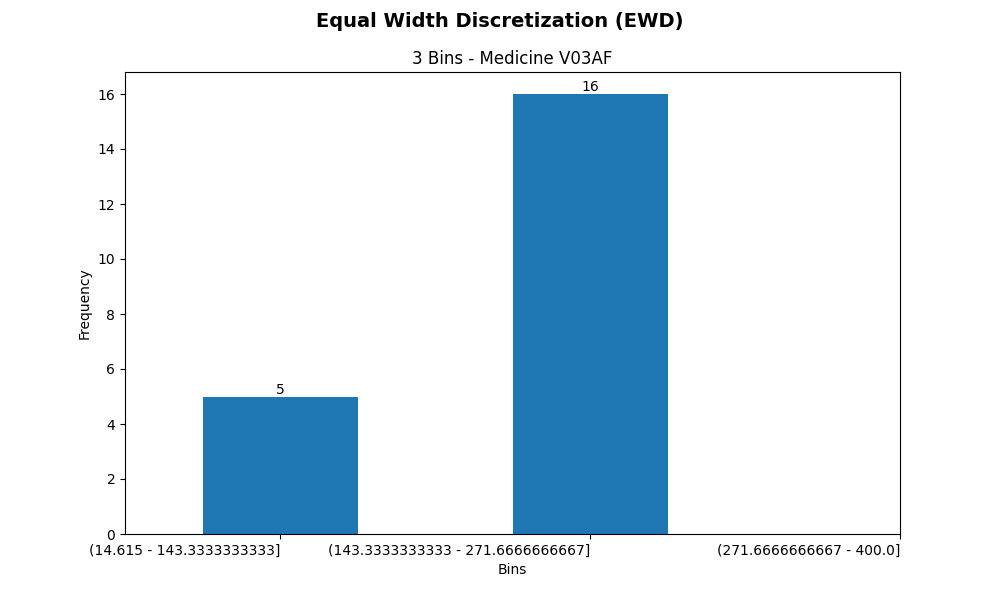 Equal Width Discretization (EWD)
3 Bins - Medicine V03AF
16
14
12
10
8
6
4
2
0
Frequency
5
16
(14.615 - 143.3333333333]
(143.3333333333 - 271.6666666667]
(271.6666666667 - 400.0]
Bins